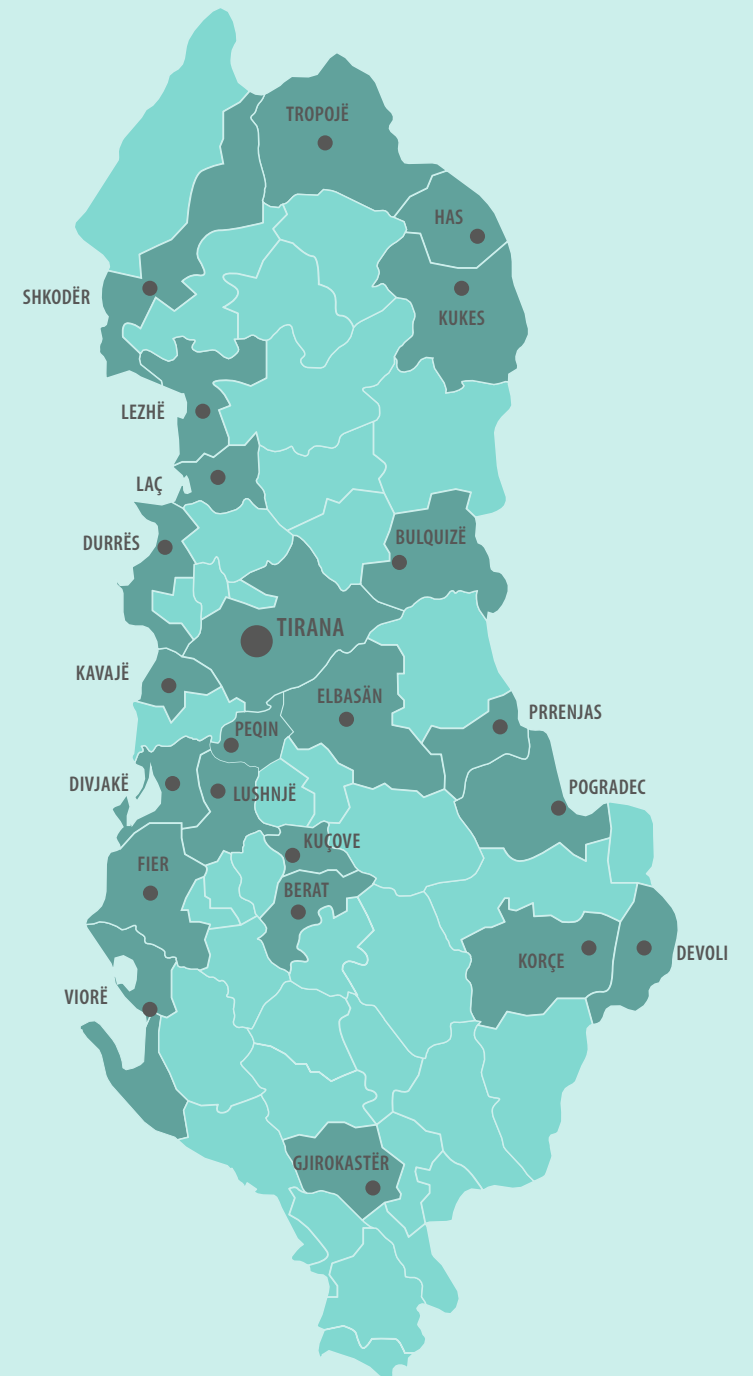 TROPOJË
HAS
SHKODËR
KUKES
LEZHË
LAÇ
BULQUIZË
DURRËS
TIRANA
KAVAJË
ELBASÄN
PRRENJAS
PEQIN
DIVJAKË
POGRADEC
LUSHNJË
KUÇOVE
FIER
BERAT
DEVOLI
KORÇE
VIORË
GJIROKASTËR